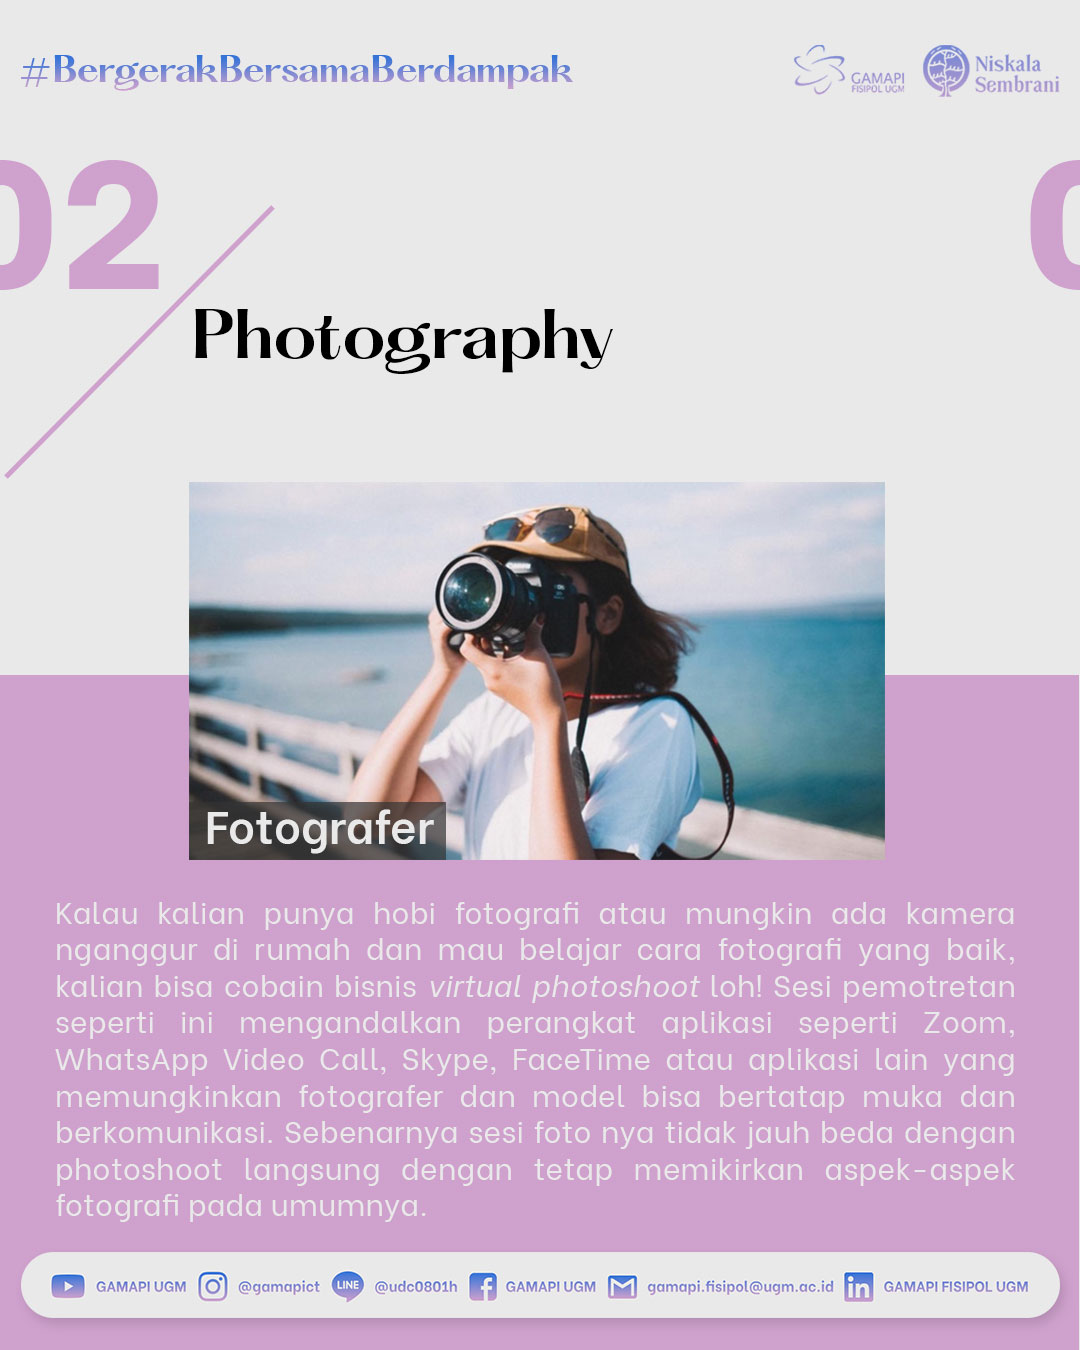 #BergerakBersamaBerdampak
GAMAPI
FISIPOL UGM
Niskala
Sembrani
02
0
Photography
Fotografer
Kalau kalian punya hobi fotografi atau mungkin ada kamera
nganggur di rumah dan mau belajar cara fotografi yang baik,
kalian bisa cobain bisnis virtual photoshoot loh! Sesi pemotretan
seperti ini mengandalkan perangkat aplikasi seperti Zoom,
WhatsApp Video Call, Skype, FaceTime atau aplikasi lain yang
memungkinkan fotografer dan model bisa bertatap muka dan
berkomunikasi. Sebenarnya sesi foto nya tidak jauh beda dengan
photoshoot langsung dengan tetap memikirkan aspek-aspek
fotografi pada umumnya.
GAMAPI UGM @gamapict LINE @udc0801h GAMAPI UGM gamapi.fisipol@ugm.ac.id in GAMAPI FISIPOL UGM